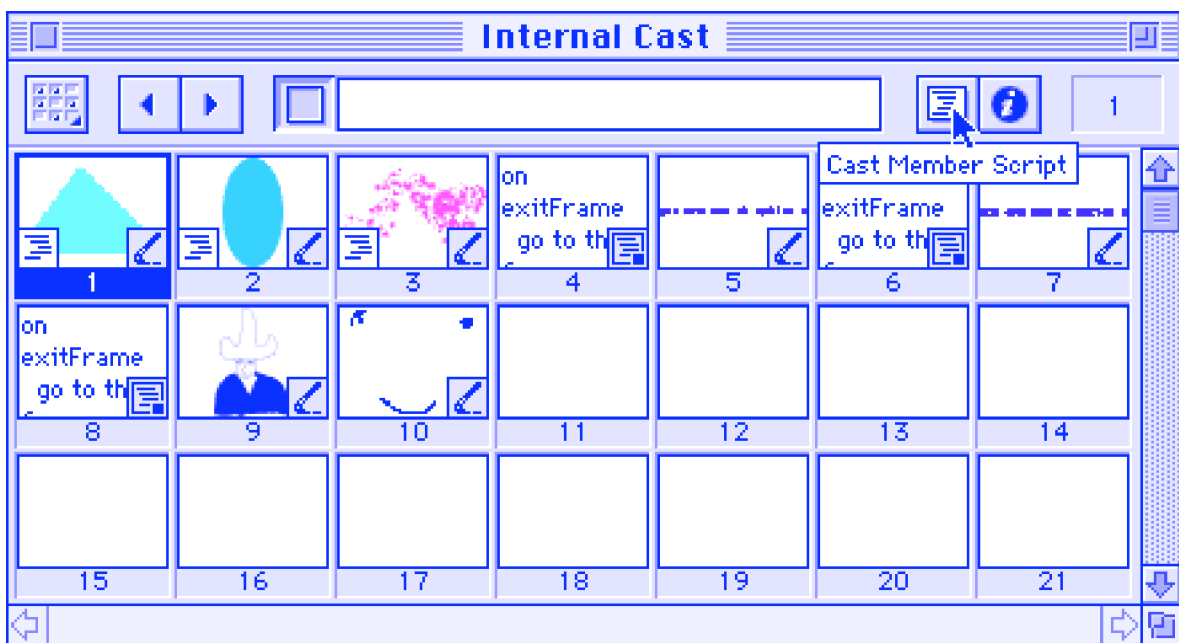 Internal Cast
1
Cast Member Script
on
exitFrame
go to th
exitFrame
go to th
1 2 3 4 5 6 7
on
exitFrame
go to th
8 9 10 11 12 13 14
15 16 17 18 19 20 21